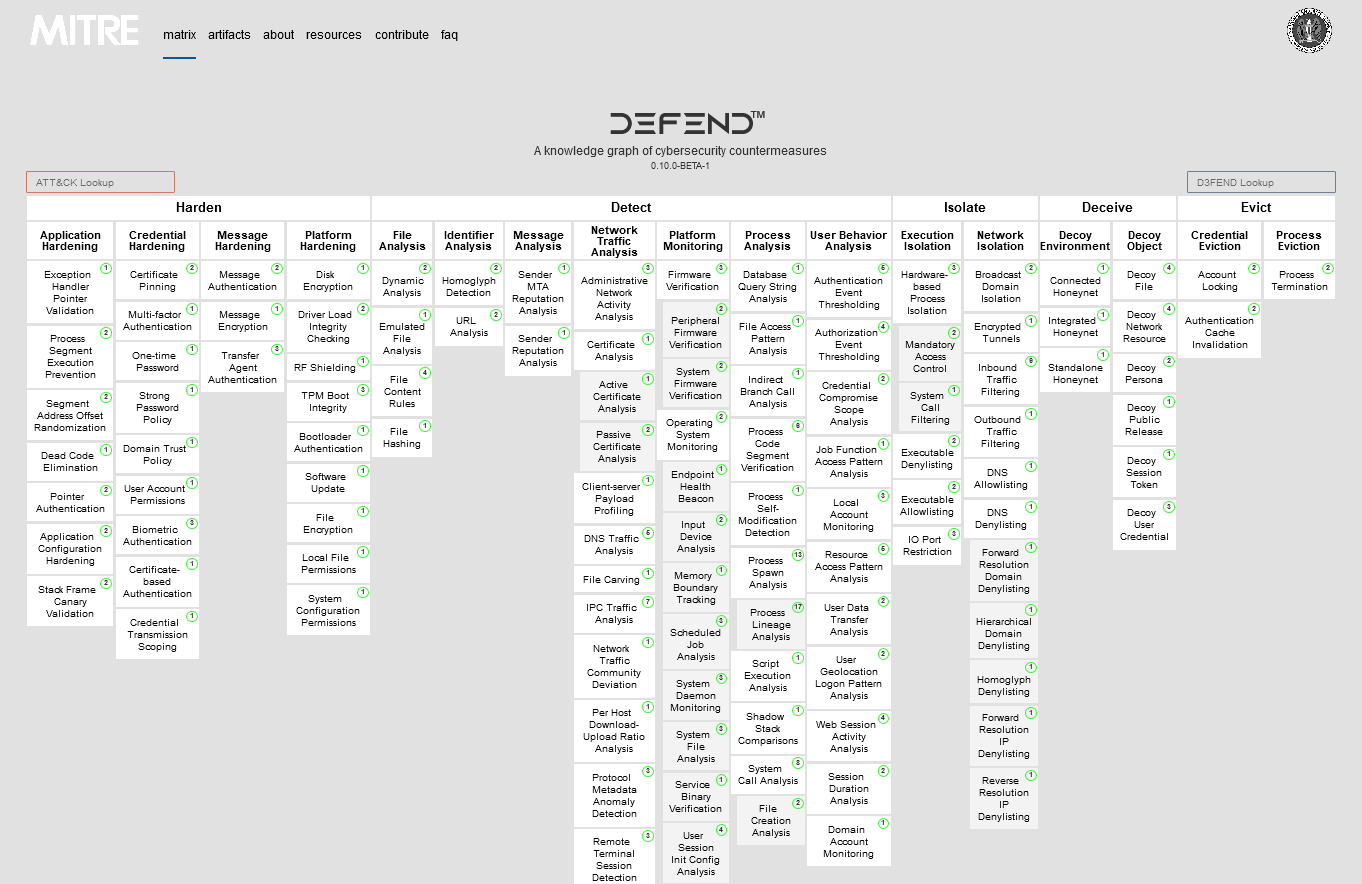 MITRE
matrix artifacts about resources contribute faq
DEFEND™
A knowledge graph of cybersecurity countermeasures
0.10.0-BETA-1
ATT&CK Lookup
D3FEND Lookup
Harden
Detect
Isolate
Deceive
Evict
Application
Hardening
Credential
Hardening
Message
Hardening
Platform
Hardening
File
Analysis
Identifier
Analysis
Message
Analysis
Network
Traffic
Analysis
Platform
Monitoring
Process
Analysis
User Behavior
Analysis
Execution
Isolation
Network
Isolation
Decoy
Environment
Decoy
Object
Credential
Eviction
Process
Eviction
Exception 1
Handler
Pointer
Validation
Process 2
Segment
Execution
Prevention
Segment 2
Address Offset
Randomization
Dead Code 1
Elimination
Pointer 2
Authentication
Application 2
Configuration
Hardening
Stack Frame 2
Canary
Validation
Certificate 2
Pinning
Multi-factor 1
Authentication
One-time 1
Password
Strong 1
Password
Policy
Domain Trust 1
Policy
User Account 1
Permissions
Biometric 3
Authentication
Certificate- 1
based
Authentication
Credential 1
Transmission
Scoping
Message 2
Authentication
Message 1
Encryption
Transfer 3
Agent
Authentication
Disk 1
Encryption
Driver Load 2
Integrity
Checking
RF Shielding 1
TPM Boot 3
Integrity
Bootloader 1
Authentication
Software 1
Update
File 1
Encryption
Local File 1
Permissions
System 1
Configuration
Permissions
Dynamic 2
Analysis
Emulated 1
File
Analysis
File 4
Content
Rules
File 1
Hashing
Homoglyph 2
Detection
URL 2
Analysis
Sender 1
MTA
Reputation
Analysis
Sender 1
Reputation
Analysis
Administrative 3
Network
Activity
Analysis
Certificate 1
Analysis
Active 1
Certificate
Analysis
Passive 2
Certificate
Analysis
Client-server 1
Payload
Profiling
DNS Traffic 5
Analysis
File Carving 1
IPC Traffic 7
Analysis
Network 1
Traffic
Community
Deviation
Per Host 1
Download-
Upload Ratio
Analysis
Protocol 3
Metadata
Anomaly
Detection
Remote 3
Terminal
Session
Detection
Firmware 3
Verification
Peripheral 2
Firmware
Verification
System 2
Firmware
Verification
Operating 2
System
Monitoring
Endpoint 1
Health
Beacon
Input 2
Device
Analysis
Memory 1
Boundary
Tracking
Scheduled 3
Job
Analysis
System 3
Daemon
Monitoring
System 3
File
Analysis
Service 1
Binary
Verification
User 4
Session
Init Config
Analysis
Database 1
Query String
Analysis
File Access 1
Pattern
Analysis
Indirect 1
Branch Call
Analysis
Process 6
Code
Segment
Verification
Process 1
Self-
Modification
Detection
Process 13
Spawn
Analysis
Process 17
Lineage
Analysis
Script 1
Execution
Analysis
Shadow 1
Stack
Comparisons
System 8
Call Analysis
File 2
Creation
Analysis
Authentication 5
Event
Thresholding
Authorization 4
Event
Thresholding
Credential 2
Compromise
Scope
Analysis
Job Function 1
Access Pattern
Analysis
Local 3
Account
Monitoring
Resource 5
Access Pattern
Analysis
User Data 2
Transfer
Analysis
User 2
Geolocation
Logon Pattern
Analysis
Web Session 4
Activity
Analysis
Session 2
Duration
Analysis
Domain 1
Account
Monitoring
Hardware- 3
based
Process
Isolation
Mandatory 2
Access
Control
System 1
Call
Filtering
Executable 2
Denylisting
Executable 2
Allowlisting
IO Port 3
Restriction
Broadcast 2
Domain
Isolation
Encrypted 1
Tunnels
Inbound
Traffic
Filtering
Outbound 1
Traffic
Filtering
DNS 1
Allowlisting
DNS 1
Denylisting
Forward 1
Resolution
Domain
Denylisting
Hierarchical 1
Domain
Denylisting
Homoglyph 1
Denylisting
Forward 1
Resolution
IP
Denylisting
Reverse 1
Resolution
IP
Denylisting
Connected 1
Honeynet
Integrated 1
Honeynet
Standalone 1
Honeynet
Decoy 4
File
Decoy 2
Network
Resource
Decoy 2
Persona
Decoy 1
Public
Release
Decoy 1
Session
Token
Decoy 3
User
Credential
Account 2
Locking
Authentication 2
Cache
Invalidation
Process 2
Termination